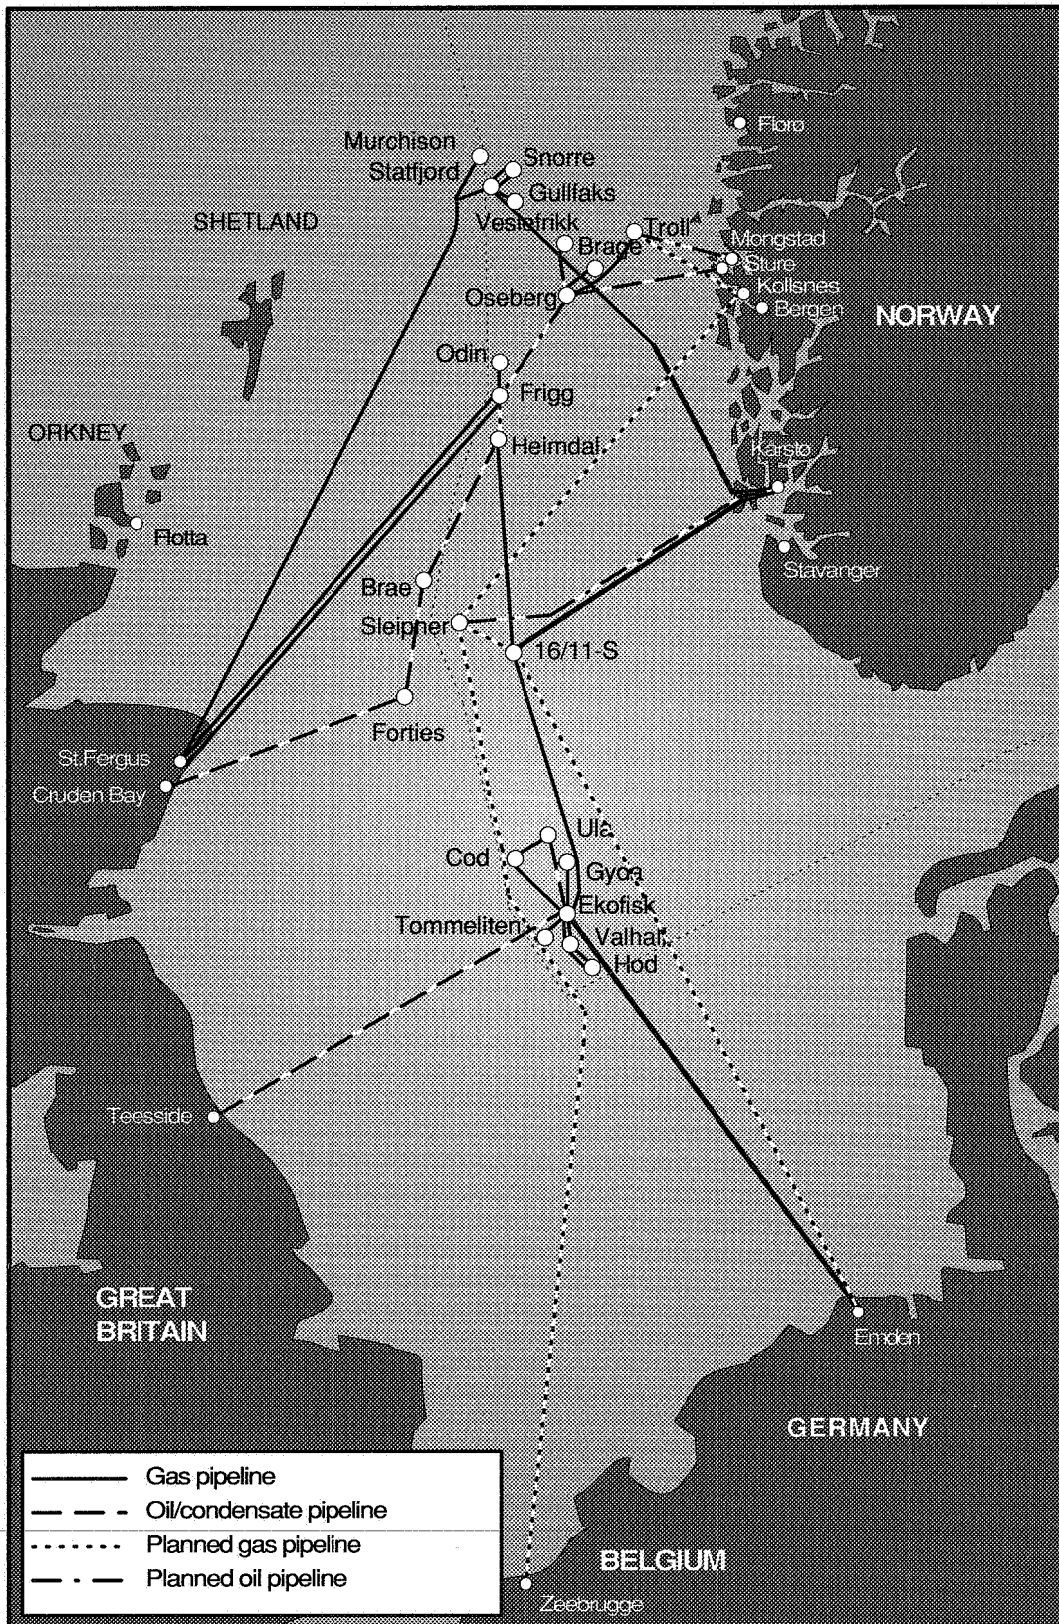 Florø
Murchison
Snorre
Statfjord
Gullfaks
SHETLAND
Veslefrikk
Troll
Brage
Mongstad
Sture
Kollsnes
Oseberg
Bergen
NORWAY
Odin
Frigg
ORKNEY
Heimdal
Karstø
Flotta
Stavanger
Brae
Sleipner
16/11-S
Forties
St.Fergus
Cruden Bay
Ula
Cod
Gyda
Ekofisk
Tommeliten
Valhall
Hod
Teesside
GREAT
BRITAIN
Emden
GERMANY
Gas pipeline
Oil/condensate pipeline
Planned gas pipeline
Planned oil pipeline
BELGIUM
Zeebrugge